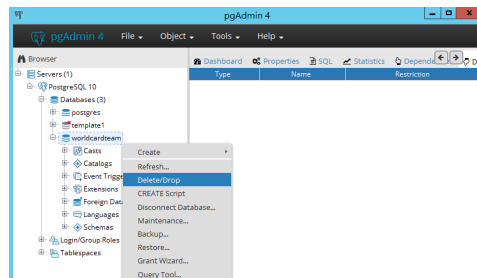 pgAdmin 4
pgAdmin 4 File Object Tools Help
Browser
Dashboard Properties SQL Statistics Depende D
Type Name Restriction
Servers (1)
PostgreSQL 10
Databases (3)
postgres
template1
worldcardteam
Casts
Catalogs
Event Trigge
Extensions
Foreign Data
Languages
Schemas
Login/Group Roles
Tablespaces
Create
Refresh...
Delete/Drop
CREATE Script
Disconnect Database...
Maintenance...
Backup...
Restore...
Grant Wizard...
Query Tool...